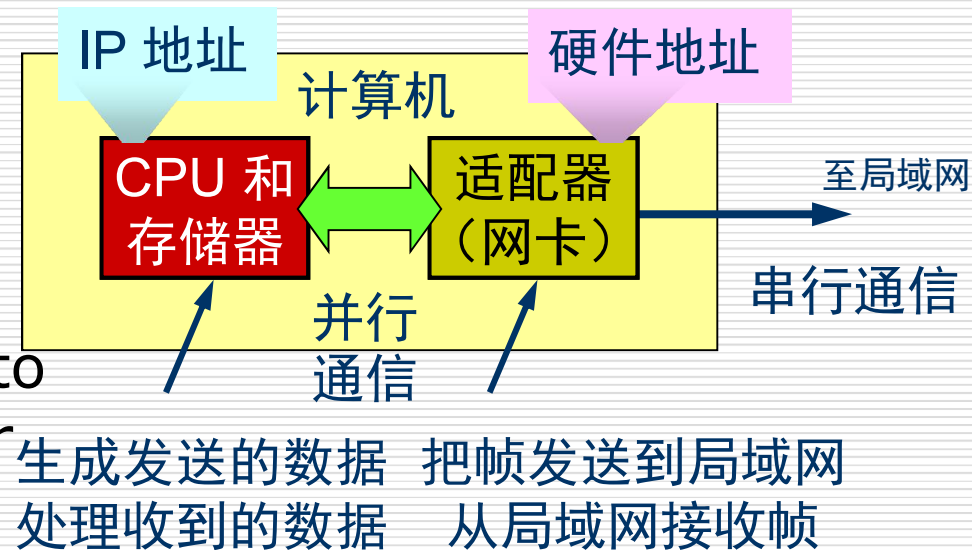 IP 地址
硬件地址
计算机
CPU 和
存储器
适配器
（网卡）
至局域网
串行通信
并行
通信
to
生成发送的数据
处理收到的数据
把帧发送到局域网
从局域网接收帧